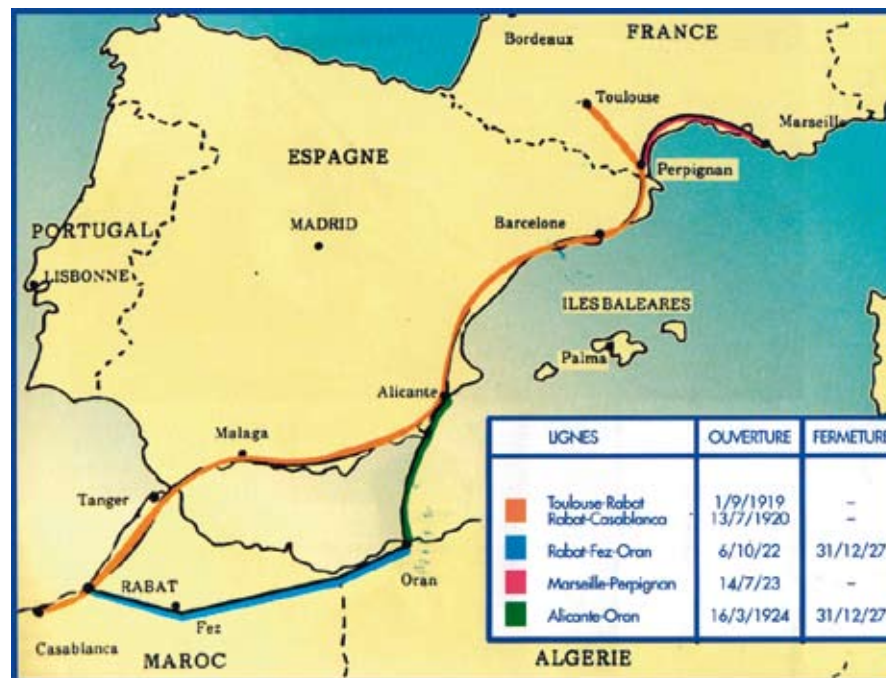 Bordeaux
FRANCE
Toulouse
Marseille
ESPAGNE
Perpignan
Barcelone
PORTUGAL
MADRID
LISBONNE
ILES BALEARES
Palma
Alicante
Malaga
Tanger
RABAT
Oran
Fez
Casablanca
MAROC
ALGERIE
LIGNES OUVERTURE FERMETURE
Toulouse-Rabat 1/9/1919 –
Rabat-Casablanca 13/7/1920 –
Rabat-Fez-Oran 6/10/22 31/12/27
Marseille-Perpignan 14/7/23 –
Alicante-Oran 16/3/1924 31/12/27